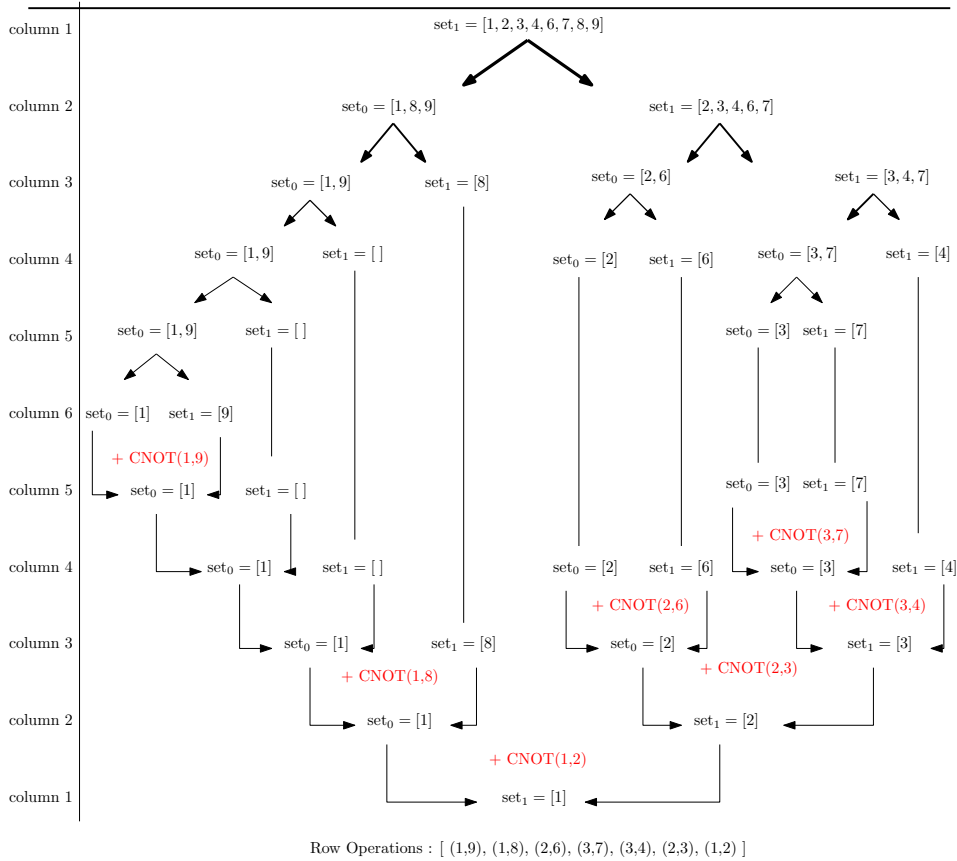 column 1 set₁ = [1, 2, 3, 4, 6, 7, 8, 9]
column 2 set₀ = [1, 8, 9] set₁ = [2, 3, 4, 6, 7]
column 3 set₀ = [1, 9] set₁ = [8] set₀ = [2, 6] set₁ = [3, 4, 7]
column 4 set₀ = [1, 9] set₁ = [ ] set₀ = [2] set₁ = [6] set₀ = [3, 7] set₁ = [4]
column 5 set₀ = [1, 9] set₁ = [ ] set₀ = [3] set₁ = [7]
column 6 set₀ = [1] set₁ = [9]
+ CNOT(1,9)
column 5 set₀ = [1] set₁ = [ ] set₀ = [3] set₁ = [7]
+ CNOT(3,7)
column 4 set₀ = [1] set₁ = [ ] set₀ = [2] set₁ = [6] set₀ = [3] set₁ = [4]
+ CNOT(2,6) + CNOT(3,4)
column 3 set₀ = [1] set₁ = [8] set₀ = [2] set₁ = [3]
+ CNOT(1,8) + CNOT(2,3)
column 2 set₀ = [1] set₁ = [2]
+ CNOT(1,2)
column 1 set₁ = [1]
Row Operations : [ (1,9), (1,8), (2,6), (3,7), (3,4), (2,3), (1,2) ]